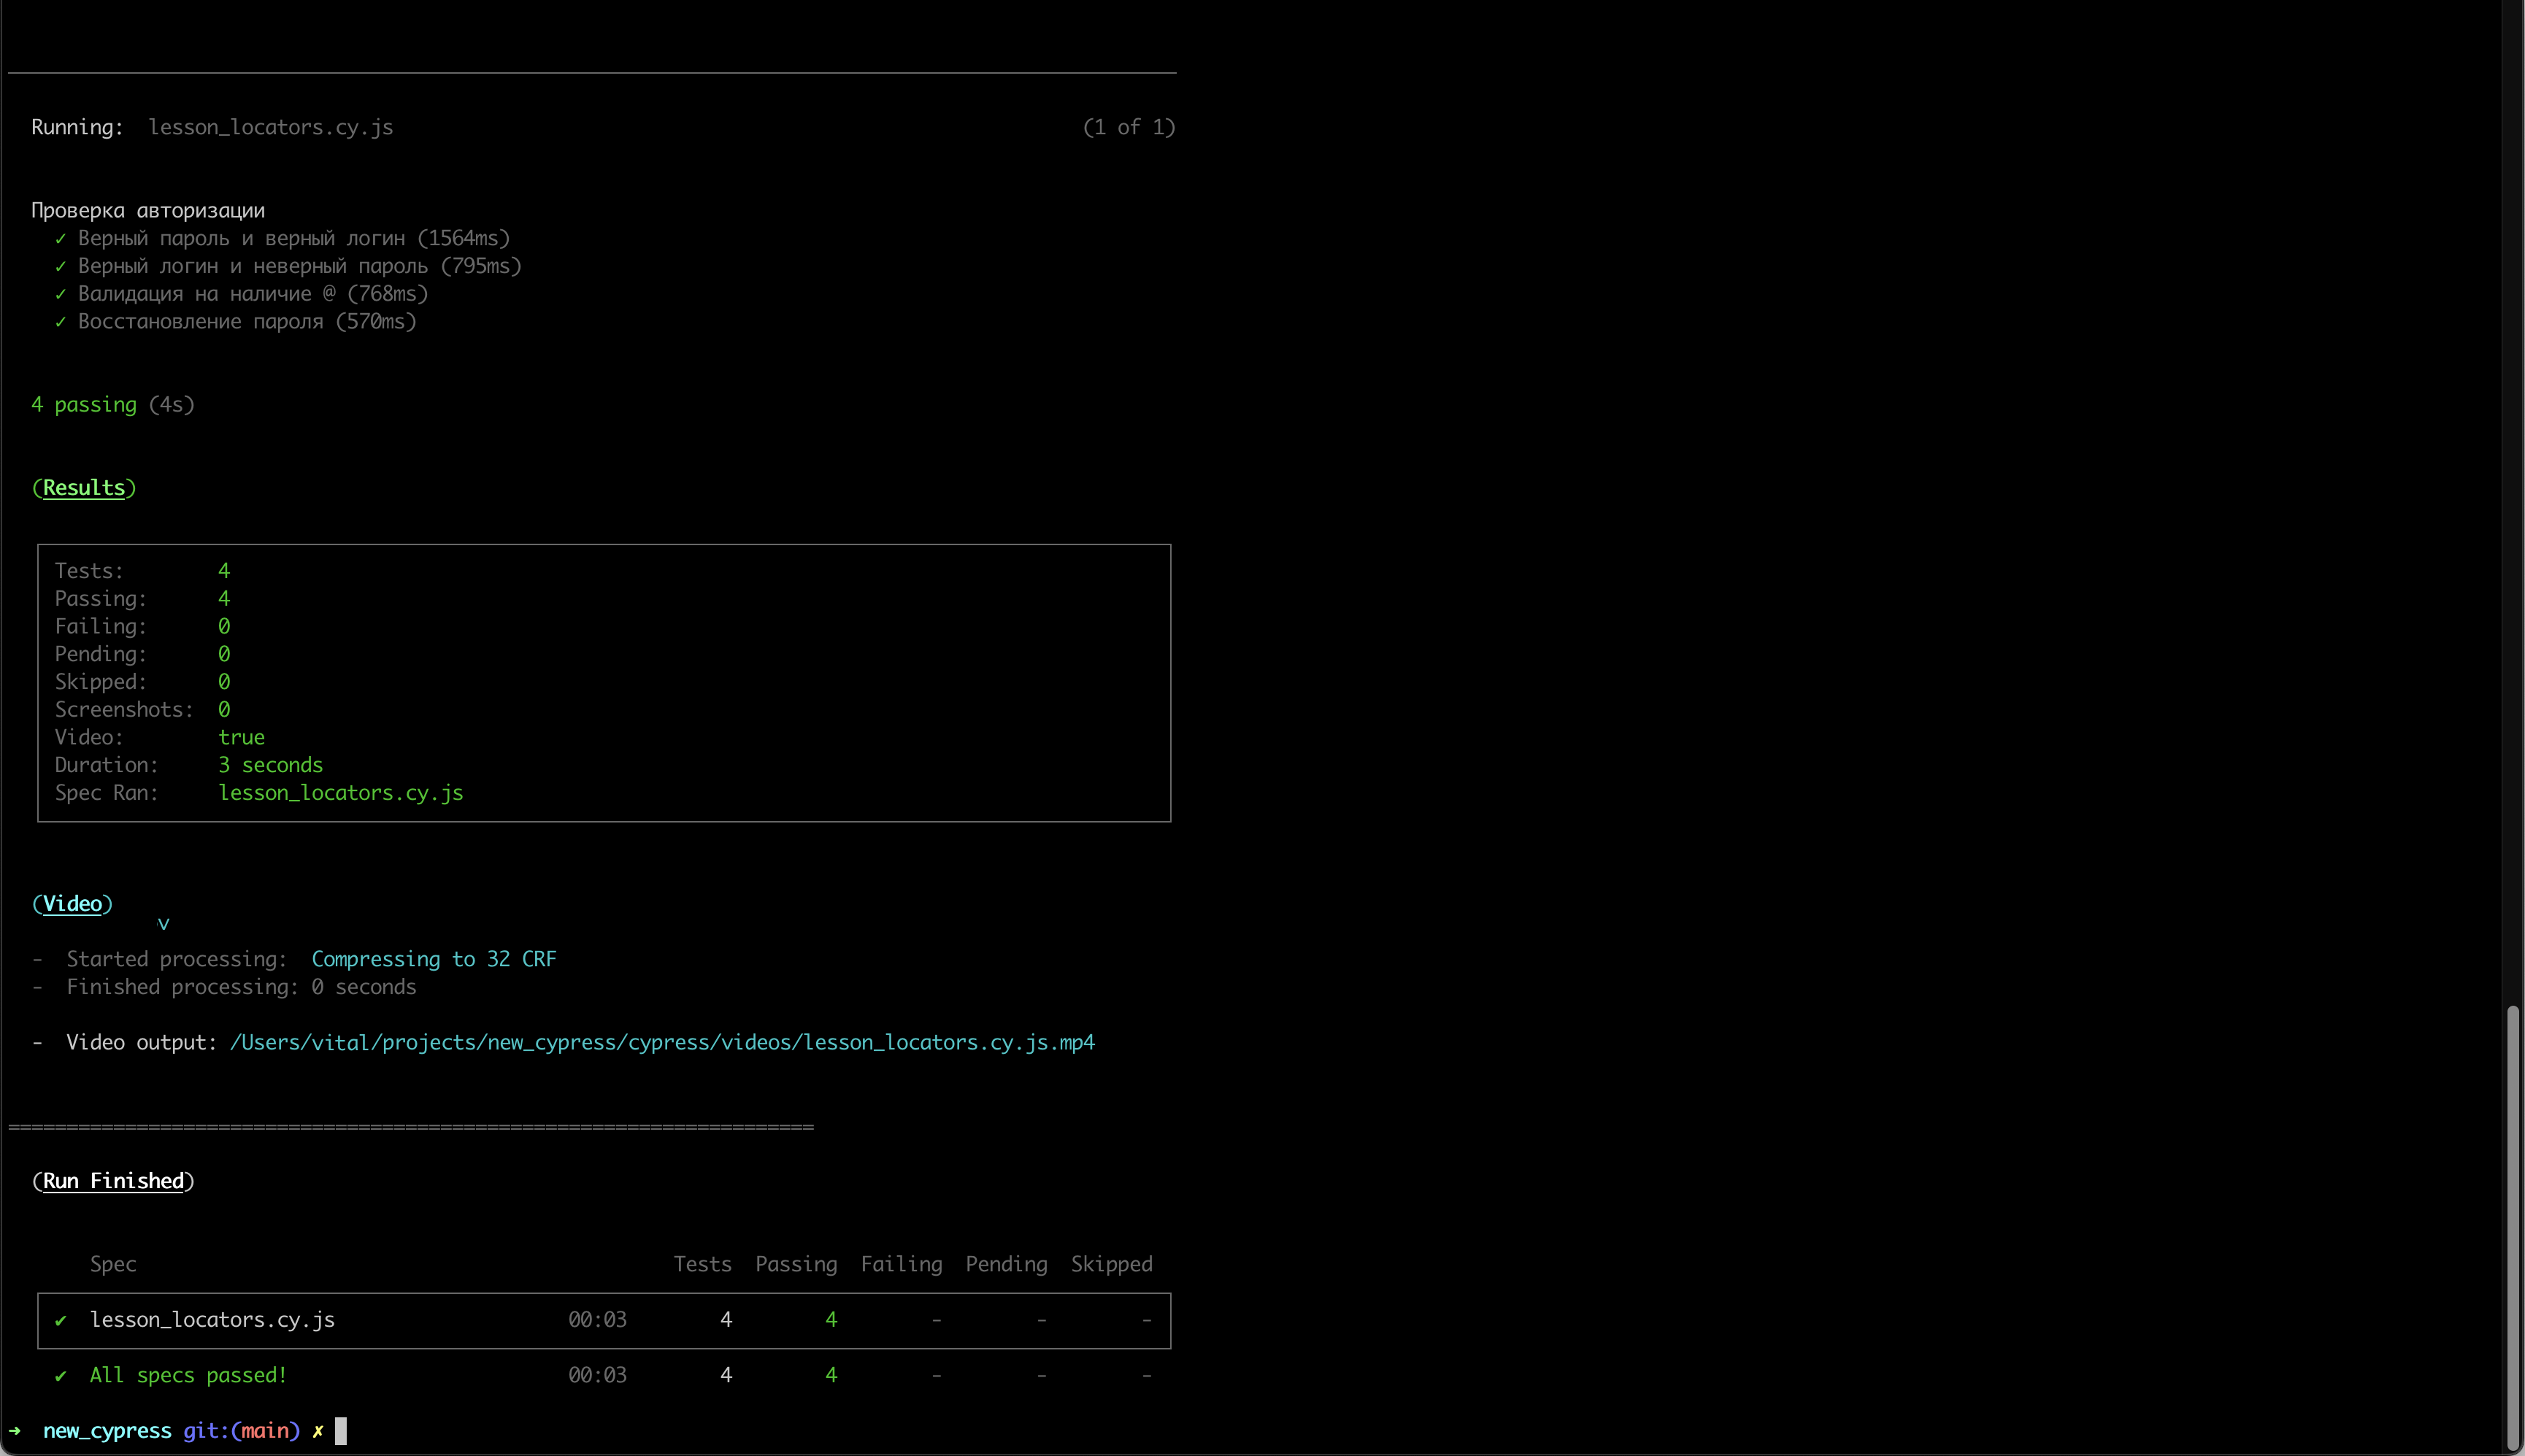 Running:  lesson_locators.cy.js (1 of 1)
Проверка авторизации
✓ Верный пароль и верный логин (1564ms)
✓ Верный логин и неверный пароль (795ms)
✓ Валидация на наличие @ (768ms)
✓ Восстановление пароля (570ms)
4 passing (4s)
(Results)
Tests: 4
Passing: 4
Failing: 0
Pending: 0
Skipped: 0
Screenshots: 0
Video: true
Duration: 3 seconds
Spec Ran: lesson_locators.cy.js
(Video)
v
- Started processing: Compressing to 32 CRF
- Finished processing: 0 seconds
- Video output: /Users/vital/projects/new_cypress/cypress/videos/lesson_locators.cy.js.mp4
=====================================================================
(Run Finished)
Spec Tests Passing Failing Pending Skipped
✔ lesson_locators.cy.js 00:03 4 4 - - -
✔ All specs passed! 00:03 4 4 - - -
→ new_cypress git:(main) ✗